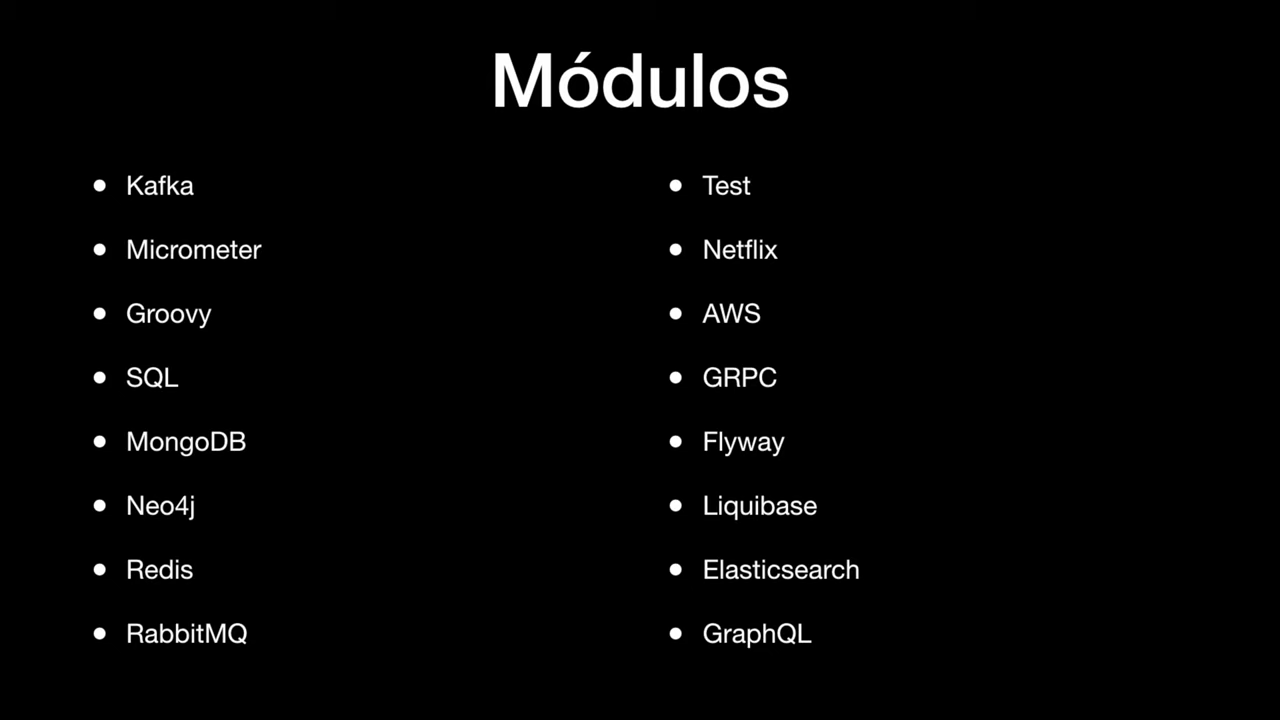 Módulos
• Kafka
• Micrometer
• Groovy
• SQL
• MongoDB
• Neo4j
• Redis
• RabbitMQ
• Test
• Netflix
• AWS
• GRPC
• Flyway
• Liquibase
• Elasticsearch
• GraphQL